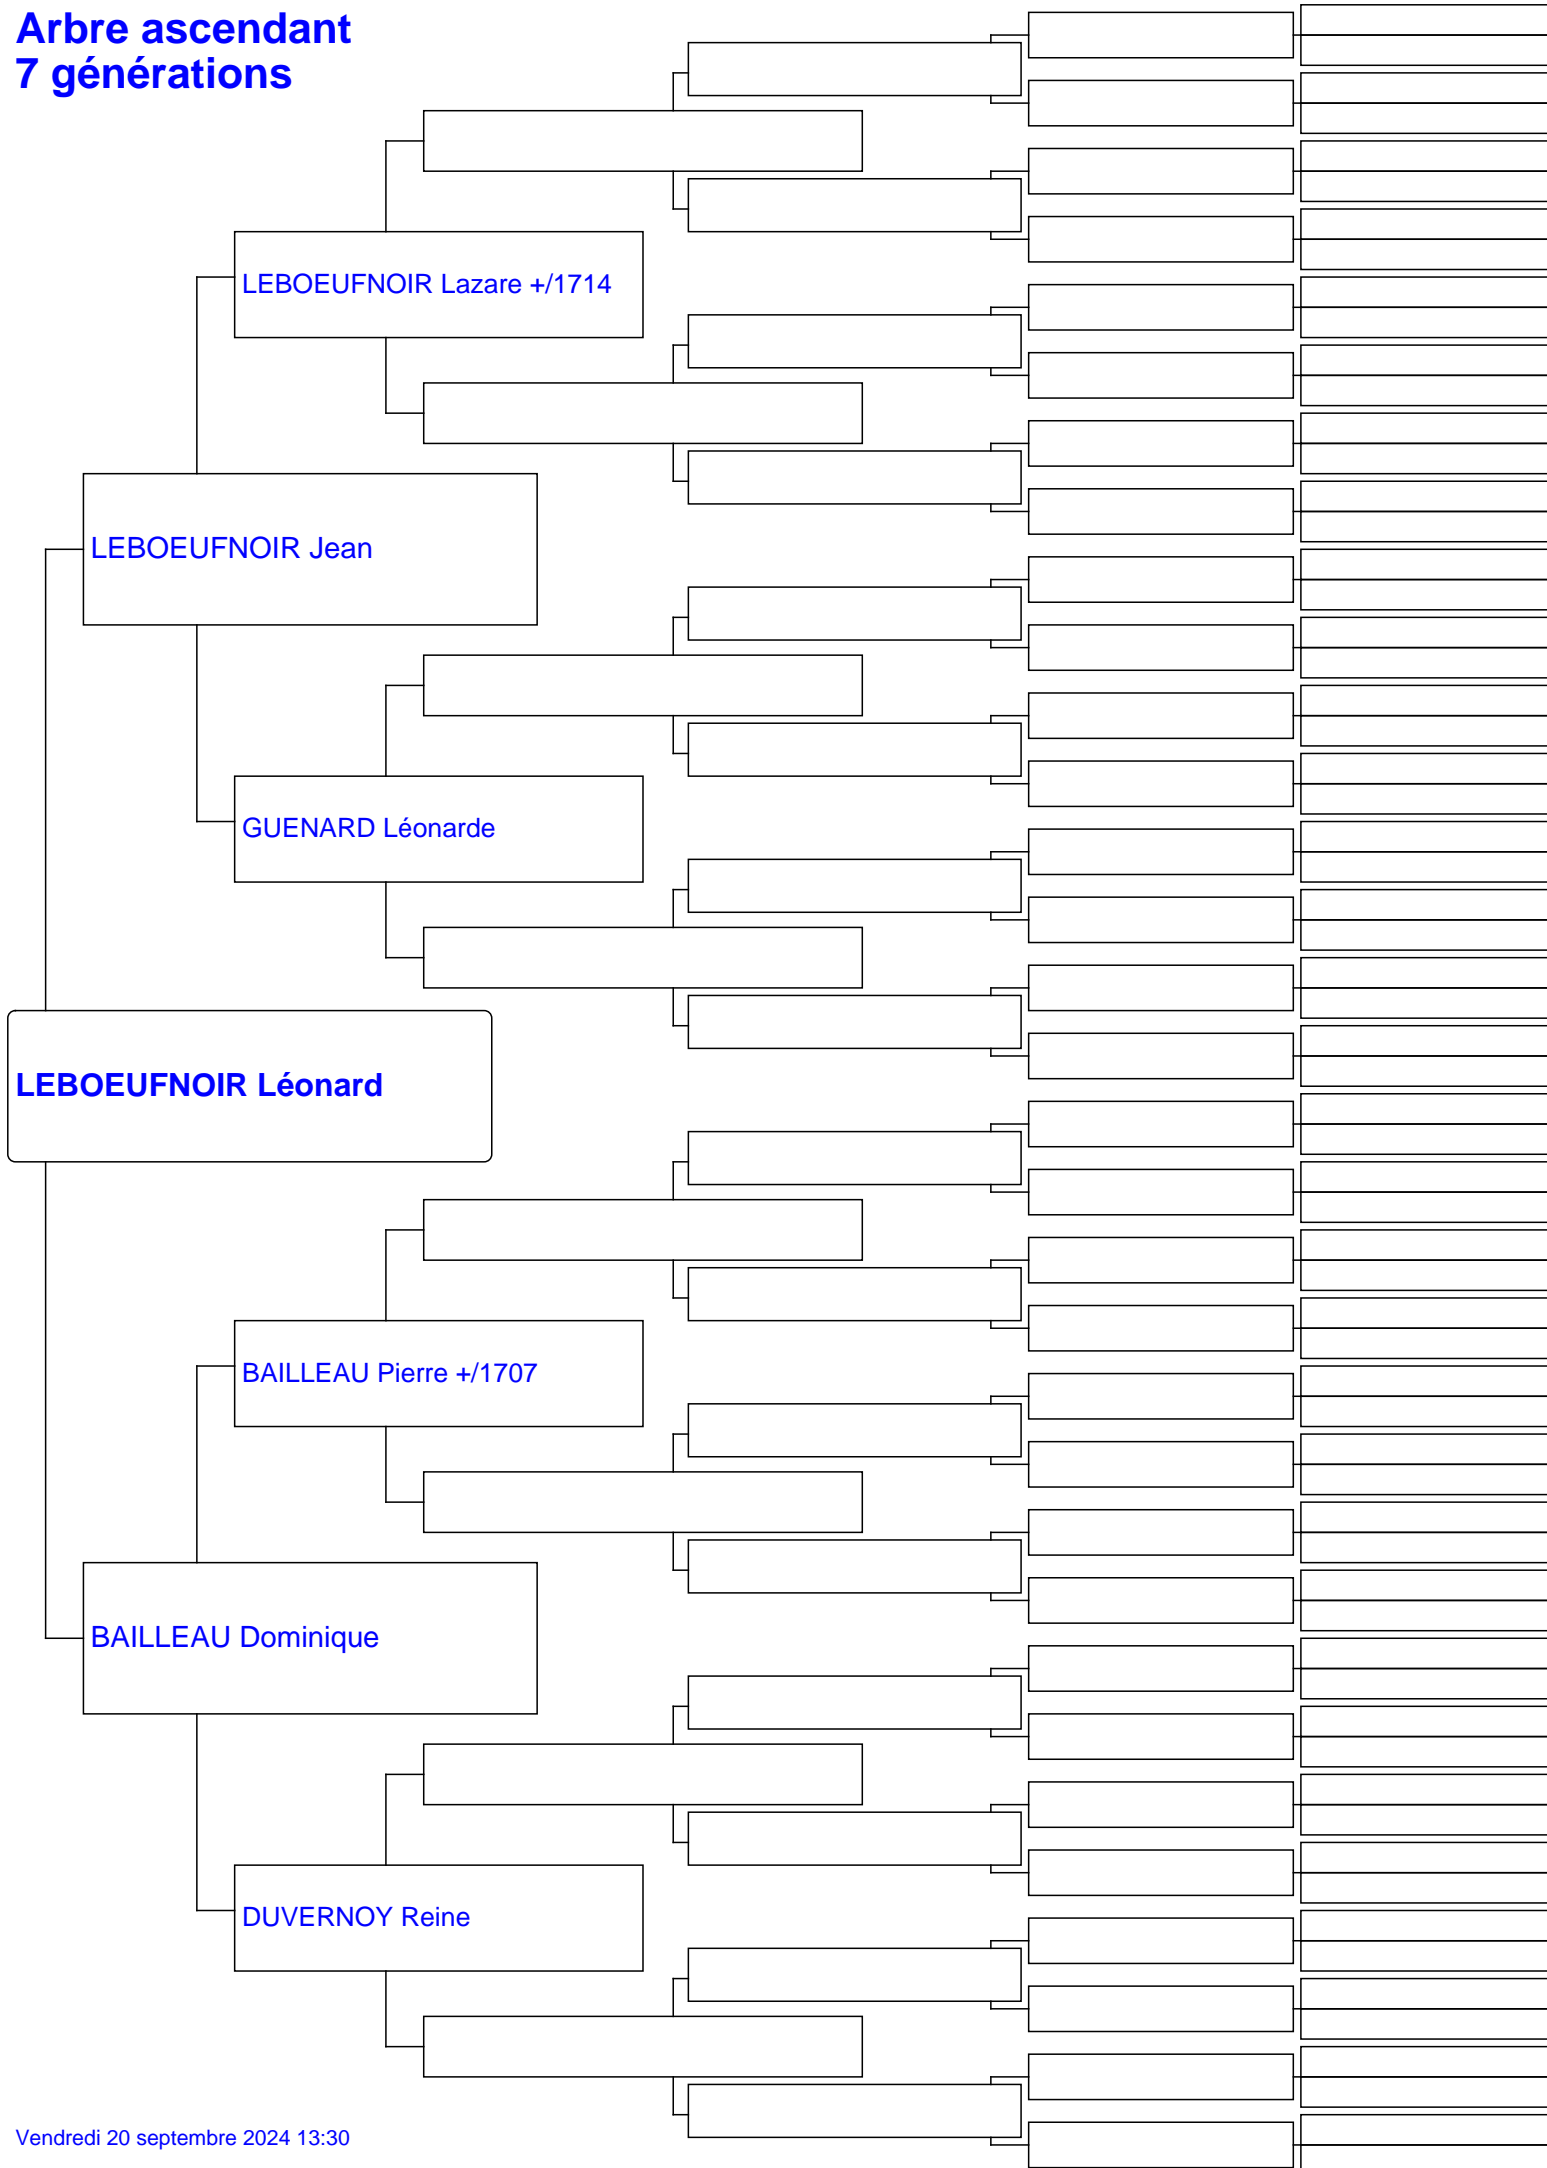 Arbre ascendant
7 générations
LEBOEUFNOIR Lazare +/1714
LEBOEUFNOIR Jean
GUENARD Léonarde
LEBOEUFNOIR Léonard
BAILLEAU Pierre +/1707
BAILLEAU Dominique
DUVERNOY Reine
Vendredi 20 septembre 2024 13:30